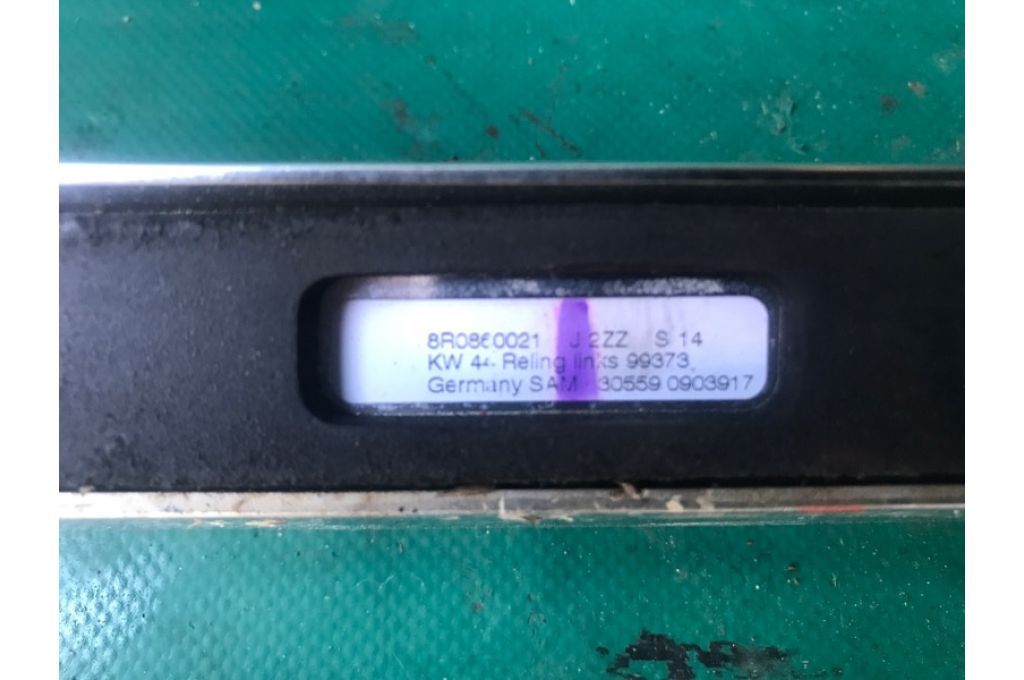 8R0860021 J 2ZZ S 14
KW 44 Reling links 99373
Germany SAM 30559 0903917